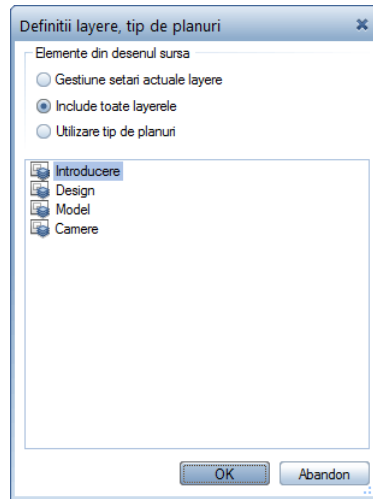 Definitii layere, tip de planuri
Elemente din desenul sursa
Gestiune setari actuale layere
Include toate layerele
Utilizare tip de planuri
Introducere
Design
Model
Camere
OK Abandon